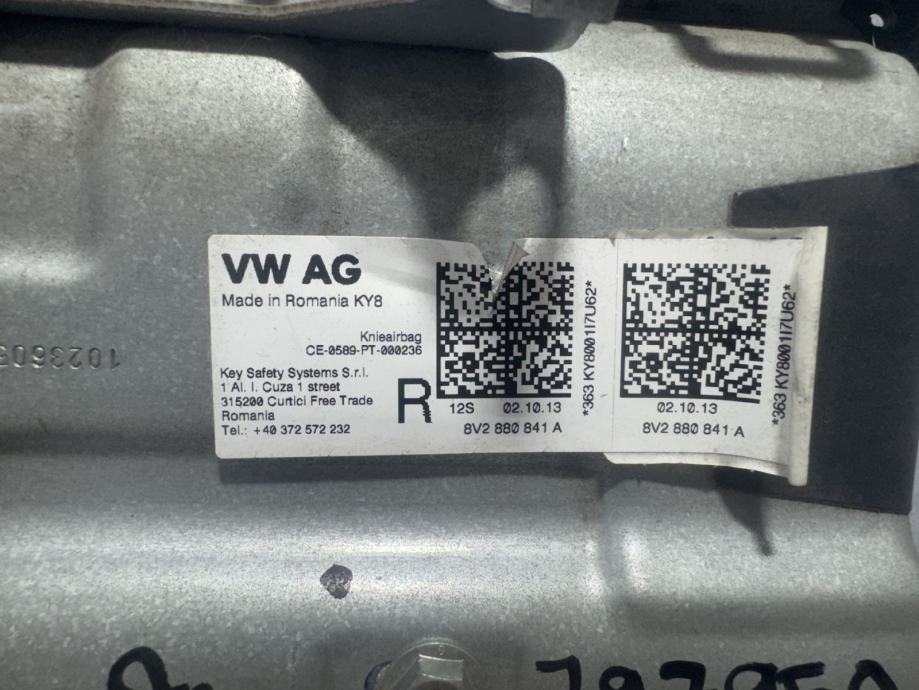 VW AG
Made in Romania KY8
Knieairbag
CE-0589-PT-000236
Key Safety Systems S.r.l.
1 Al. I. Cuza 1 street
315200 Curtici Free Trade
Romania
Tel.: +40 372 572 232
R
12S 02.10.13
8V2 880 841 A
*363 KY8001I7U62*
02.10.13
8V2 880 841 A
*363 KY8001I7U62*